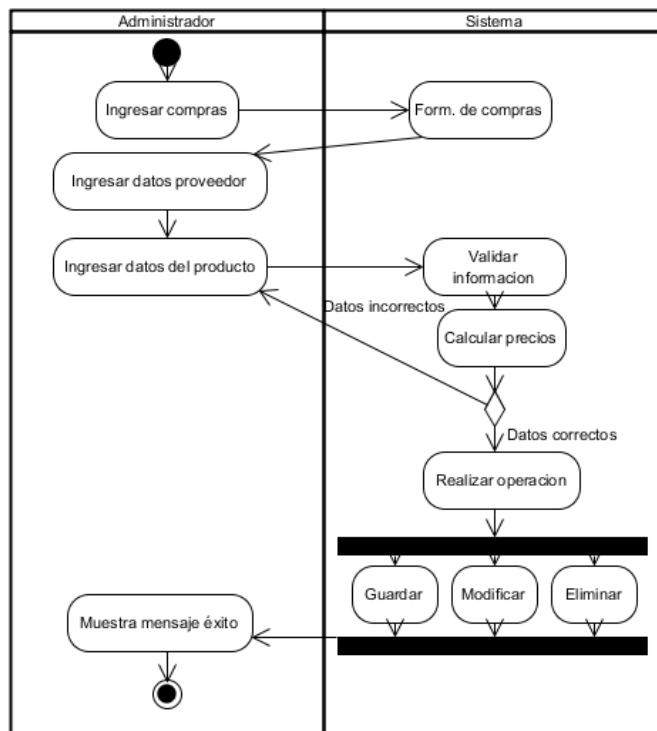 Administrador
Sistema
Ingresar compras
Form. de compras
Ingresar datos proveedor
Ingresar datos del producto
Validar
informacion
Datos incorrectos
Calcular precios
Datos correctos
Realizar operacion
Guardar
Modificar
Eliminar
Muestra mensaje éxito